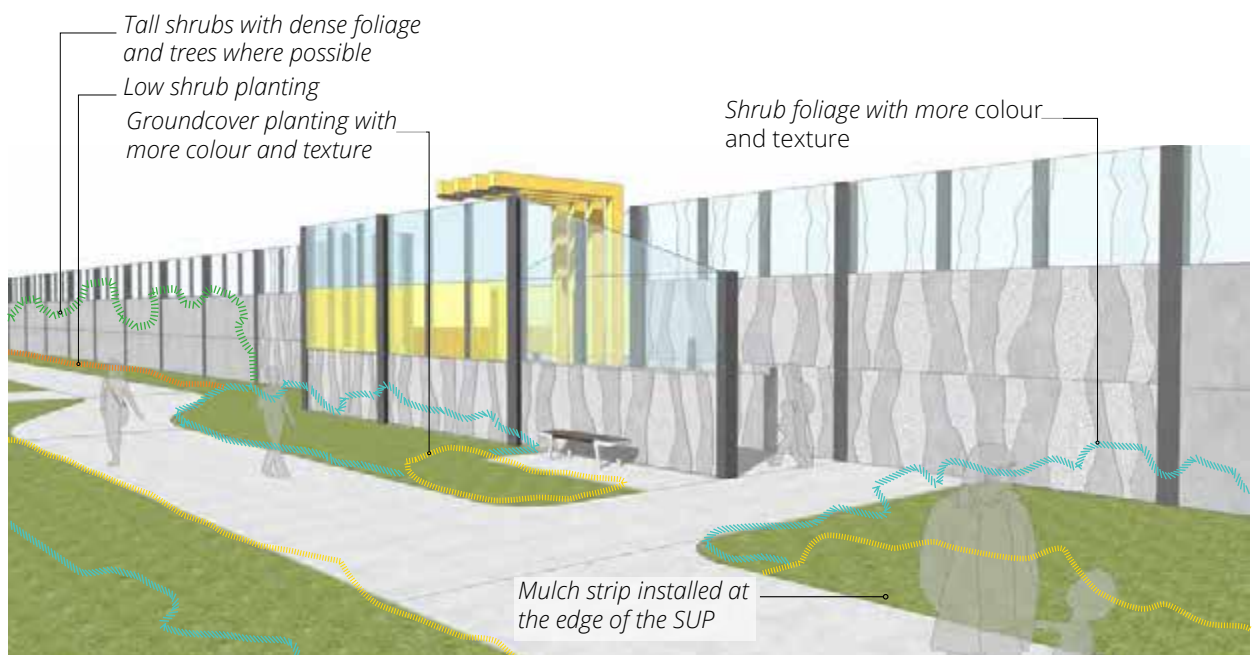 Tall shrubs with dense foliage
and trees where possible
Low shrub planting
Groundcover planting with
more colour and texture
Shrub foliage with more colour
and texture
Mulch strip installed at
the edge of the SUP